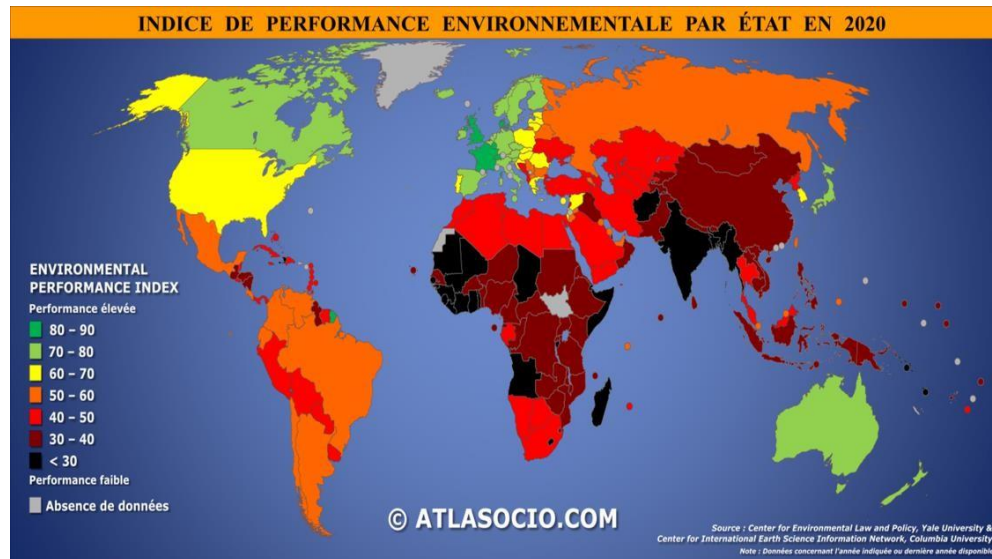 INDICE DE PERFORMANCE ENVIRONNEMENTALE PAR ÉTAT EN 2020
ENVIRONMENTAL
PERFORMANCE INDEX
Performance élevée
80 – 90
70 – 80
60 – 70
50 – 60
40 – 50
30 – 40
< 30
Performance faible
Absence de données
© ATLASOCIO.COM
Source : Center for Environmental Law and Policy, Yale University &
Center for International Earth Science Information Network, Columbia University
Note : Données concernant l'année indiquée ou dernière année disponible